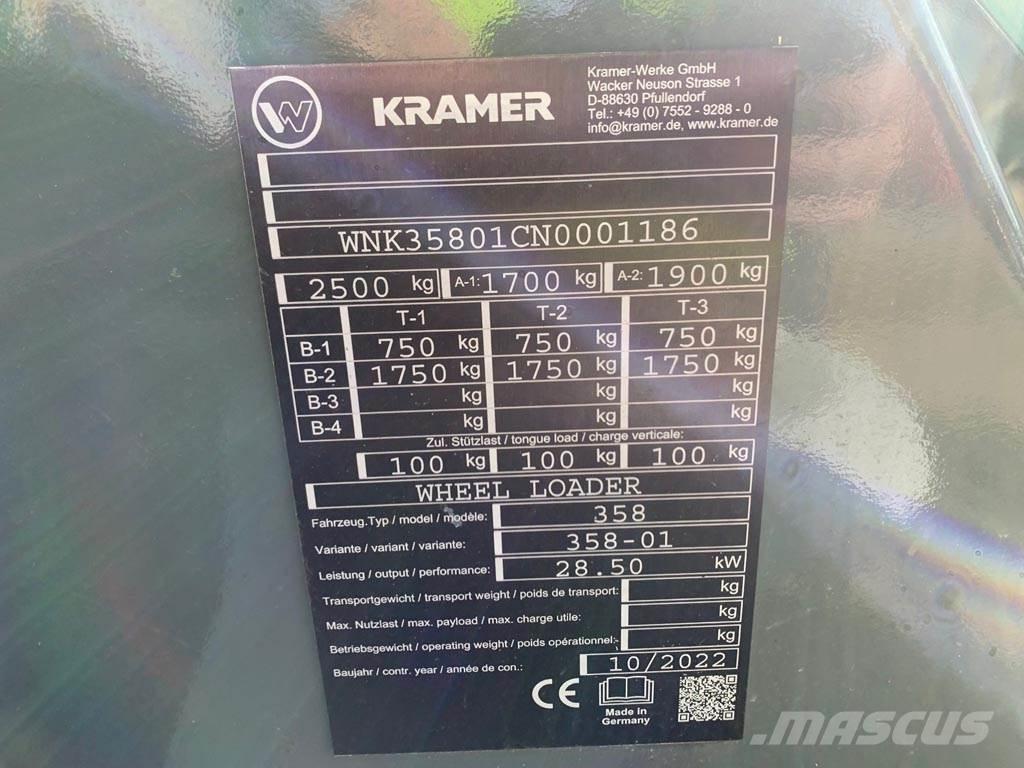 W KRAMER
Kramer-Werke GmbH
Wacker Neuson Strasse 1
D-88630 Pfullendorf
Tel.: +49 (0) 7552 - 9288 - 0
info@kramer.de, www.kramer.de
WNK35801CN0001186
2500 kg A-1: 1700 kg A-2: 1900 kg
T-1 T-2 T-3
B-1 750 kg 750 kg 750 kg
B-2 1750 kg 1750 kg 1750 kg
B-3 kg kg kg
B-4 kg kg kg
Zul. Stützlast / tongue load / charge verticale:
100 kg 100 kg 100 kg
WHEEL LOADER
Fahrzeug.Typ / model / modèle: 358
Variante / variant / variante: 358-01
Leistung / output / performance: 28.50 kW
Transportgewicht / transport weight / poids de transport: kg
Max. Nutzlast / max. payload / max. charge utile: kg
Betriebsgewicht / operating weight / poids opérationnel: kg
Baujahr / contr. year / année de con.: 10/2022
CE
Made in
Germany
MASCUS